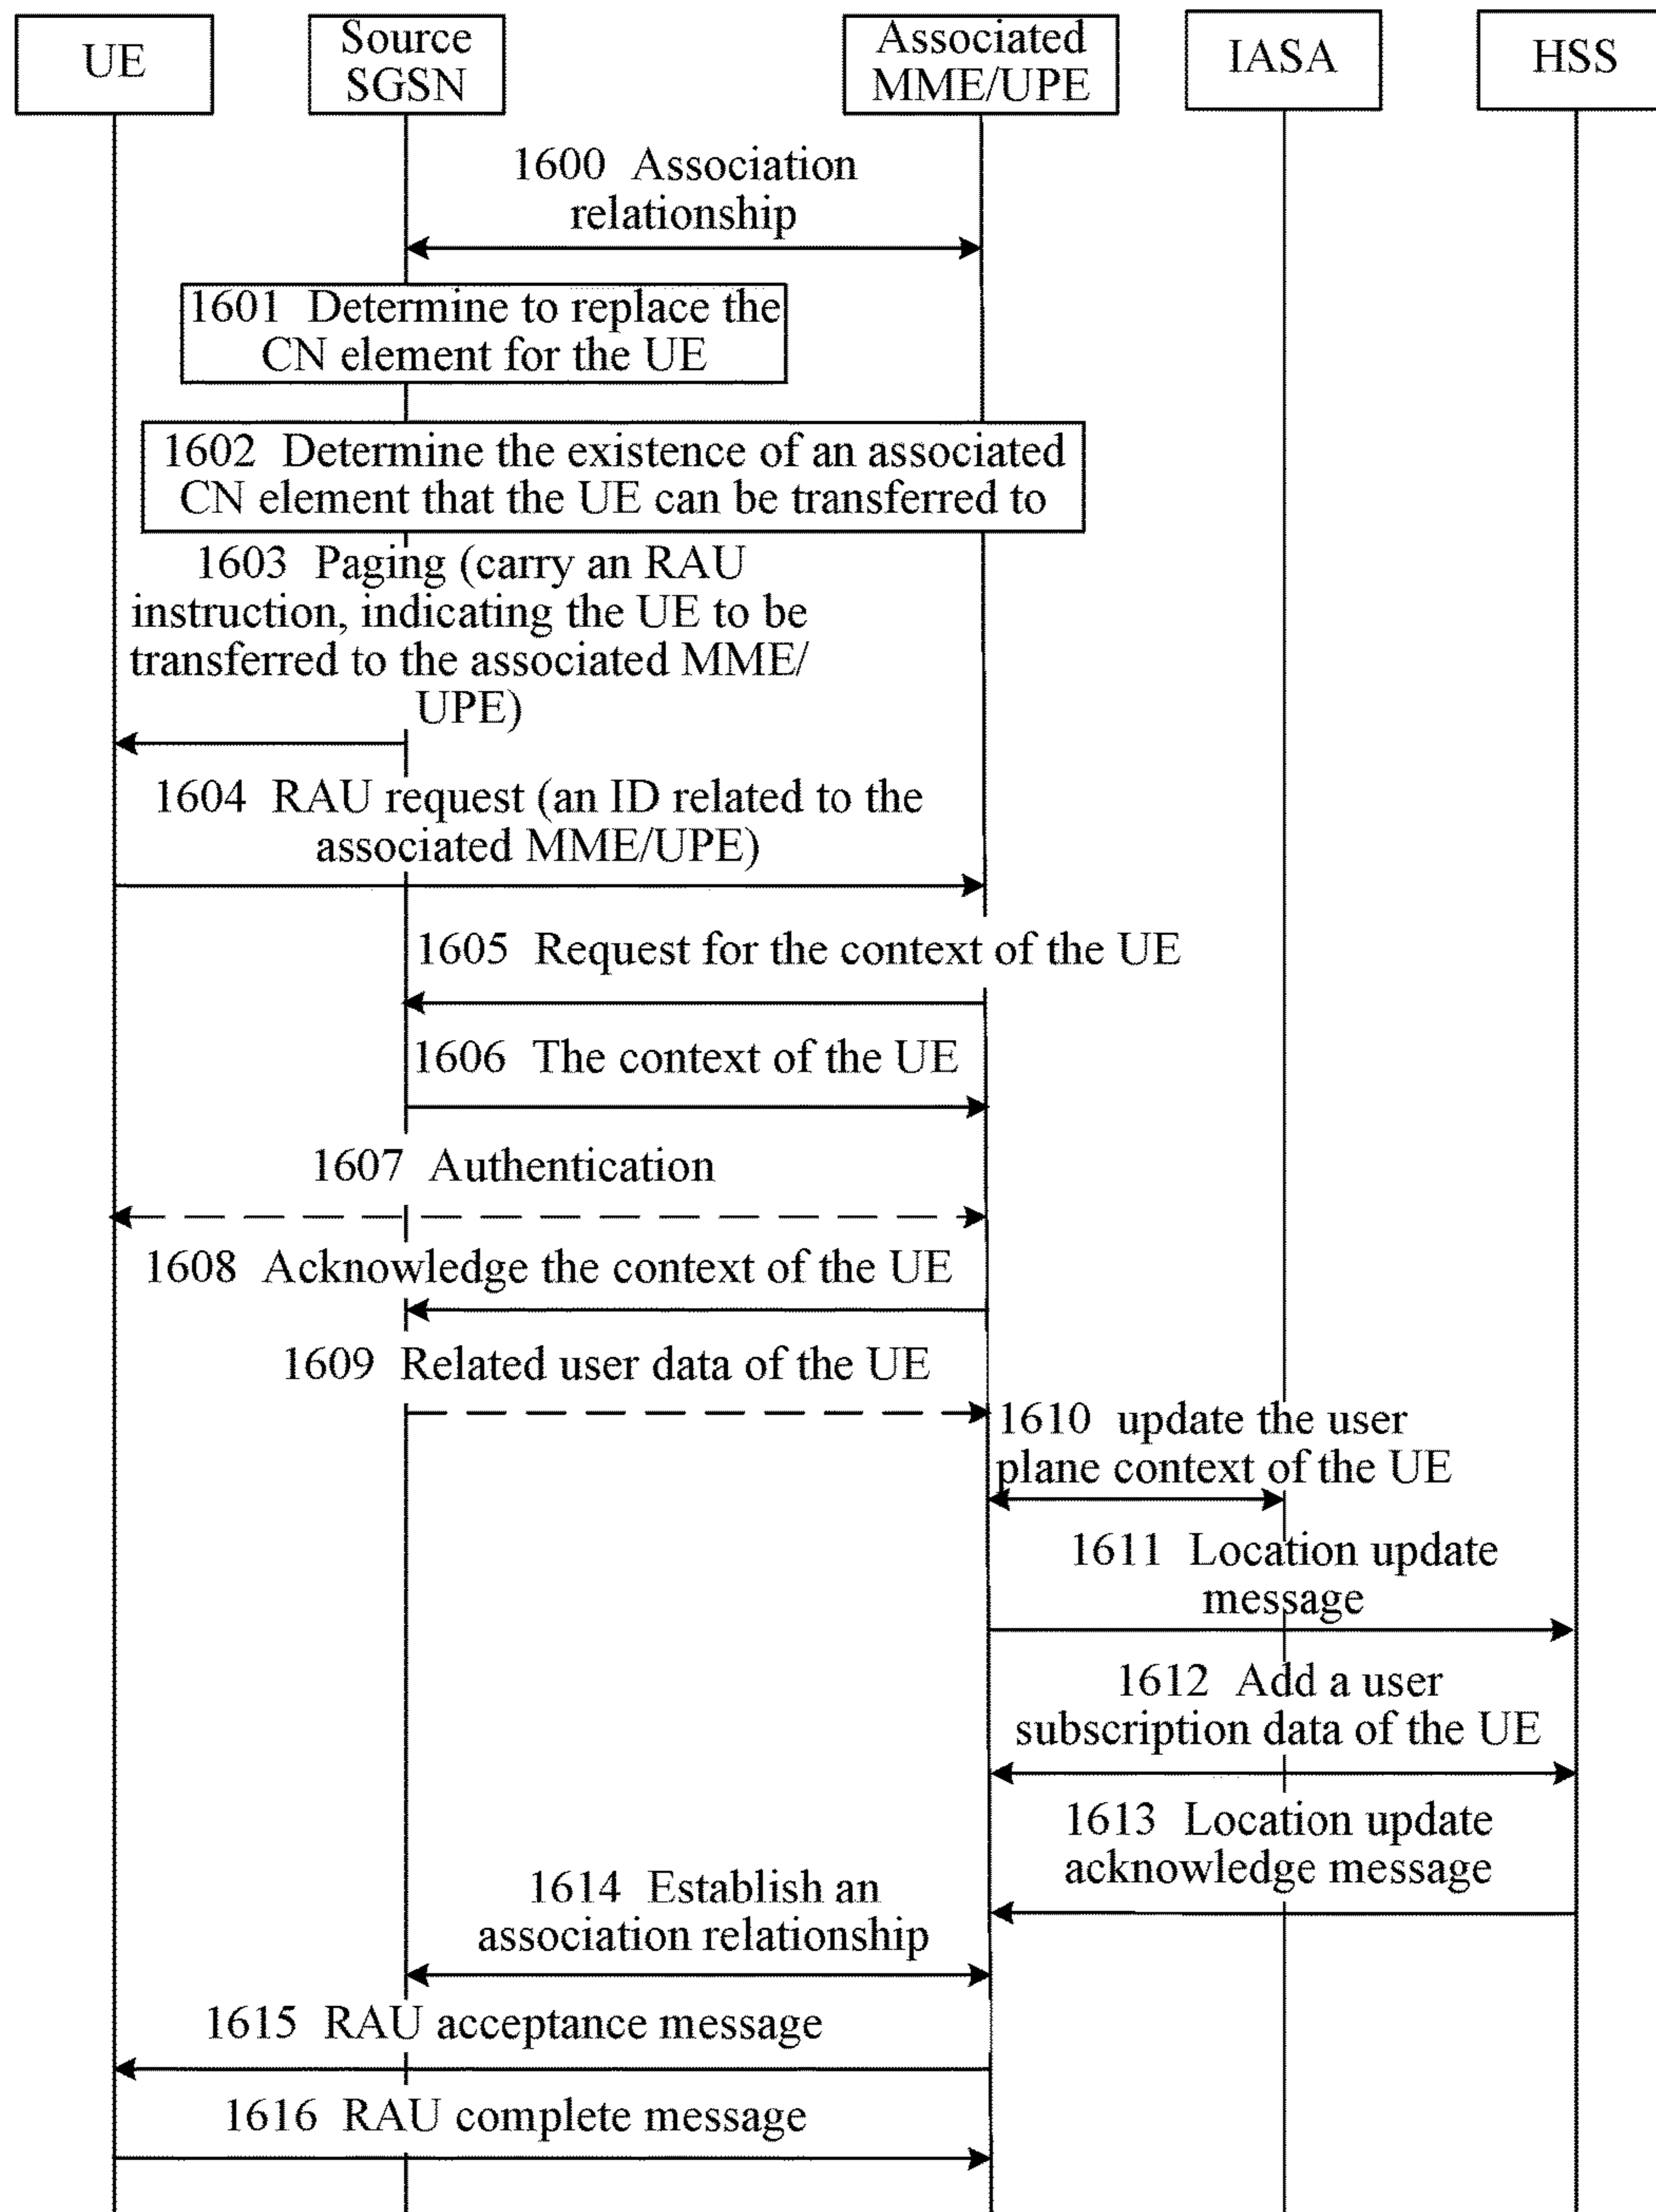 UE
Source
SGSN
Associated
MME/UPE
IASA
HSS
1600 Association
relationship
1601 Determine to replace the
CN element for the UE
1602 Determine the existence of an associated
CN element that the UE can be transferred to
1603 Paging (carry an RAU
instruction, indicating the UE to be
transferred to the associated MME/
UPE)
1604 RAU request (an ID related to the
associated MME/UPE)
1605 Request for the context of the UE
1606 The context of the UE
1607 Authentication
1608 Acknowledge the context of the UE
1609 Related user data of the UE
1610 update the user
plane context of the UE
1611 Location update
message
1612 Add a user
subscription data of the UE
1613 Location update
acknowledge message
1614 Establish an
association relationship
1615 RAU acceptance message
1616 RAU complete message